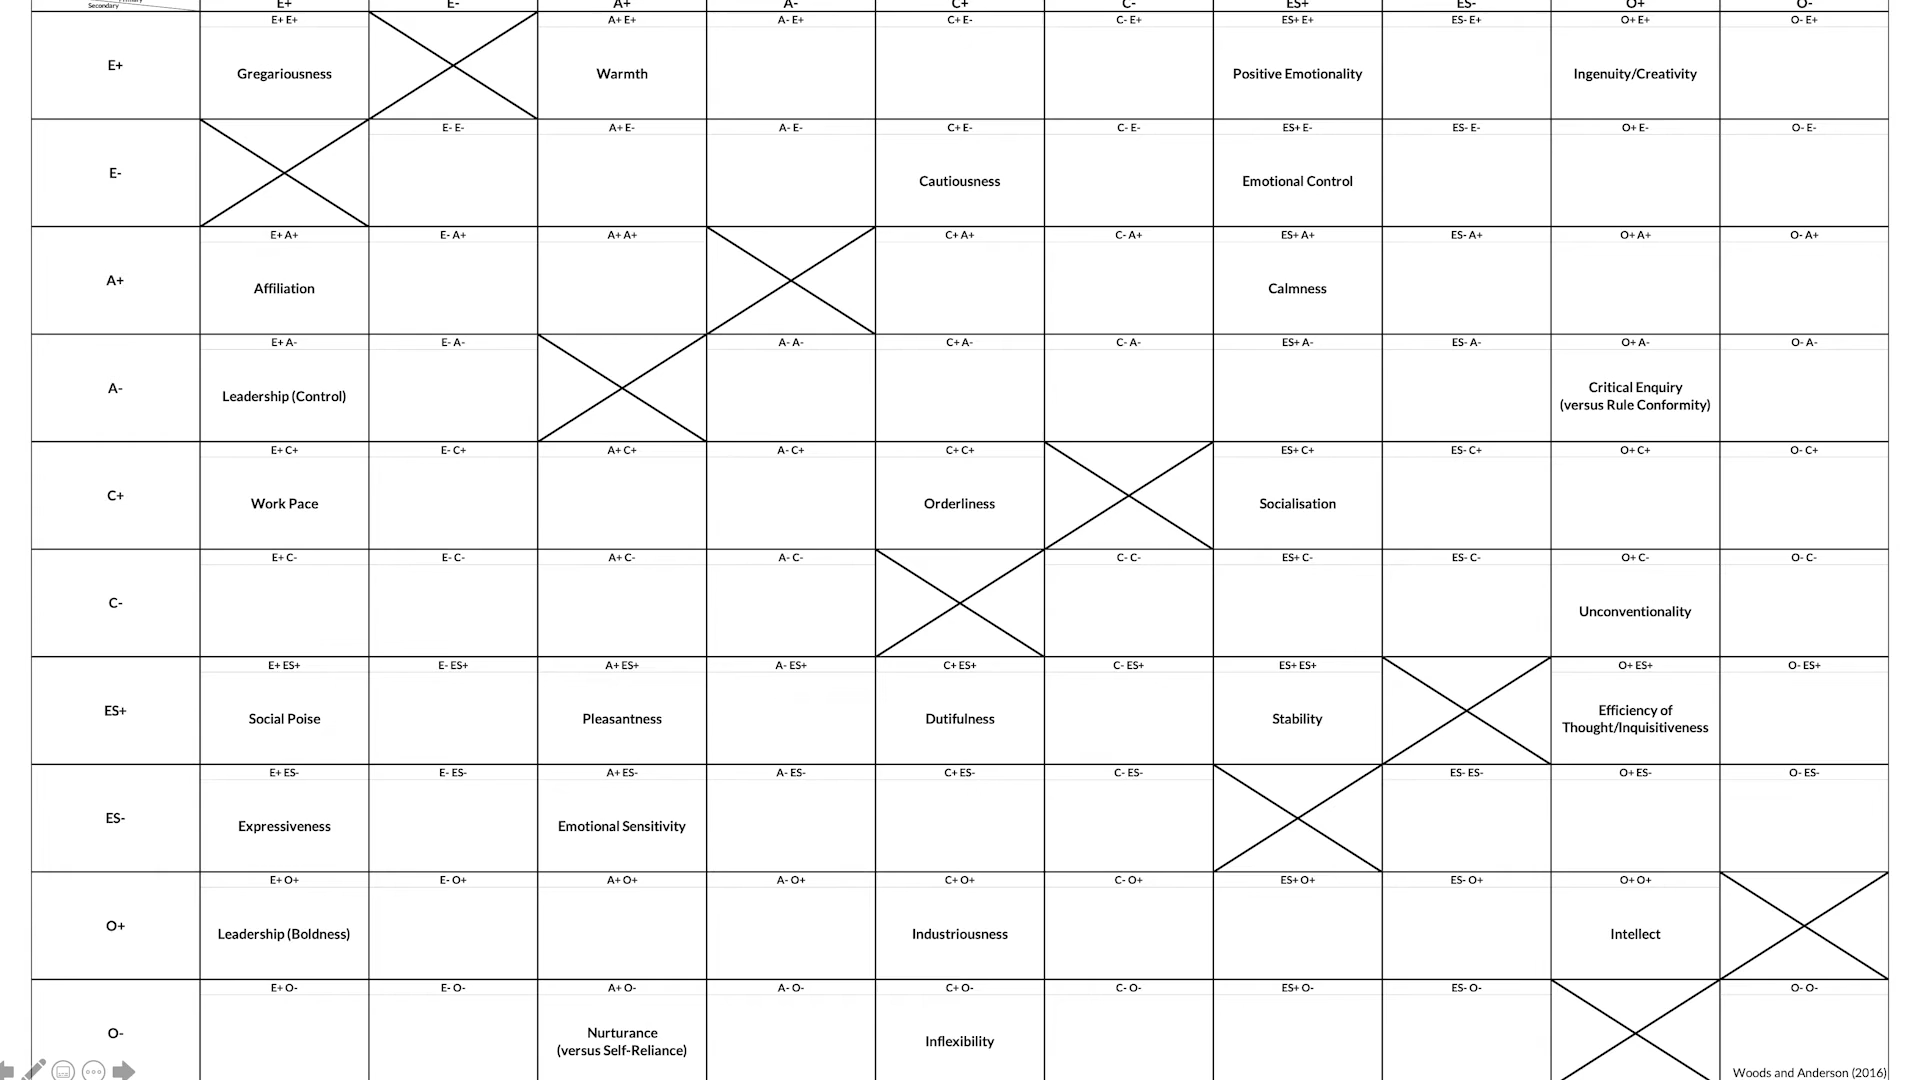 Primary
Secondary
E+ E- A+ A- C+ C- ES+ ES- O+ O-
E+ E+ A+ E+ A- E+ C+ E- C- E+ ES+ E+ ES- E+ O+ E+ O- E+
E+ Gregariousness Warmth Positive Emotionality Ingenuity/Creativity
E- E- A+ E- A- E- C+ E- C- E- ES+ E- ES- E- O+ E- O- E-
E- Cautiousness Emotional Control
E+ A+ E- A+ A+ A+ C+ A+ C- A+ ES+ A+ ES- A+ O+ A+ O- A+
A+ Affiliation Calmness
E+ A- E- A- A- A- C+ A- C- A- ES+ A- ES- A- O+ A- O- A-
A- Leadership (Control) Critical Enquiry
(versus Rule Conformity)
E+ C+ E- C+ A+ C+ A- C+ C+ C+ ES+ C+ ES- C+ O+ C+ O- C+
C+ Work Pace Orderliness Socialisation
E+ C- E- C- A+ C- A- C- C- C- ES+ C- ES- C- O+ C- O- C-
C- Unconventionality
E+ ES+ E- ES+ A+ ES+ A- ES+ C+ ES+ C- ES+ ES+ ES+ O+ ES+ O- ES+
ES+ Social Poise Pleasantness Dutifulness Stability Efficiency of
Thought/Inquisitiveness
E+ ES- E- ES- A+ ES- A- ES- C+ ES- C- ES- ES- ES- O+ ES- O- ES-
ES- Expressiveness Emotional Sensitivity
E+ O+ E- O+ A+ O+ A- O+ C+ O+ C- O+ ES+ O+ ES- O+ O+ O+
O+ Leadership (Boldness) Industriousness Intellect
E+ O- E- O- A+ O- A- O- C+ O- C- O- ES+ O- ES- O- O- O-
O- Nurturance
(versus Self-Reliance) Inflexibility
Woods and Anderson (2016)